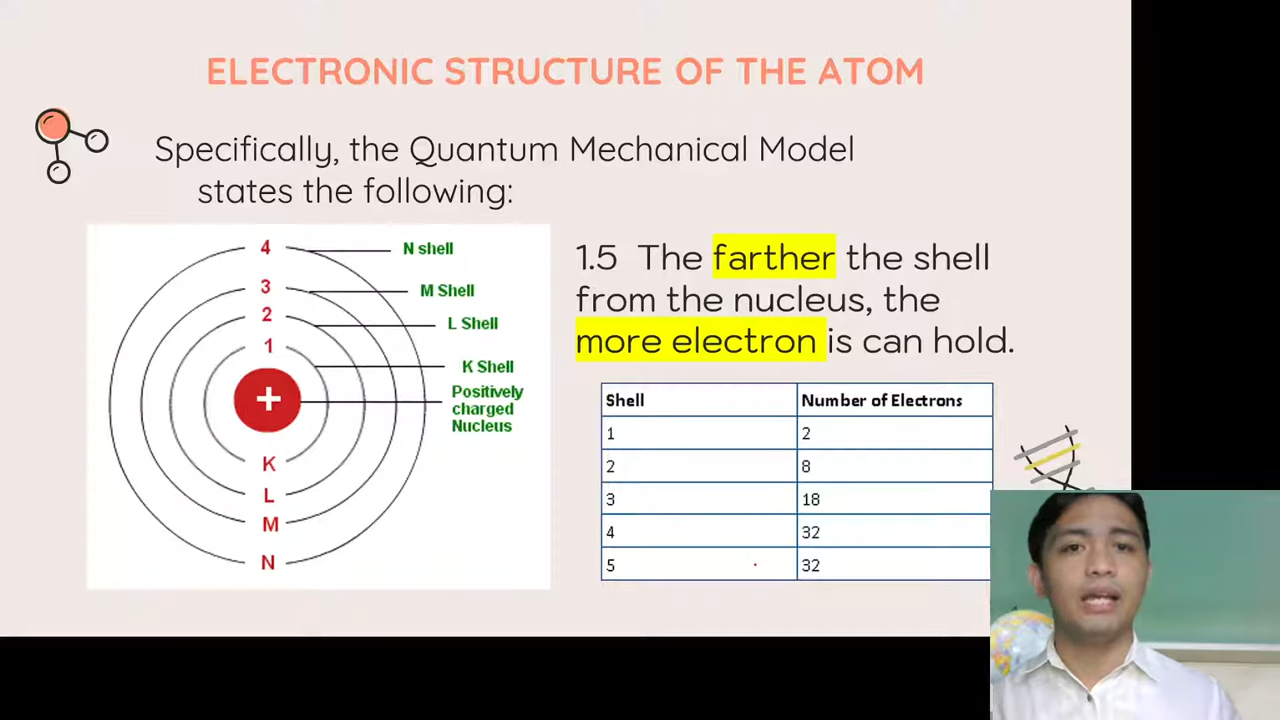 ELECTRONIC STRUCTURE OF THE ATOM
Specifically, the Quantum Mechanical Model
states the following:
4
N shell
3
M Shell
2
L Shell
1
K Shell
+
Positively
charged
Nucleus
K
L
M
N
1.5 The farther the shell
from the nucleus, the
more electron is can hold.
Shell Number of Electrons
1 2
2 8
3 18
4 32
5 32